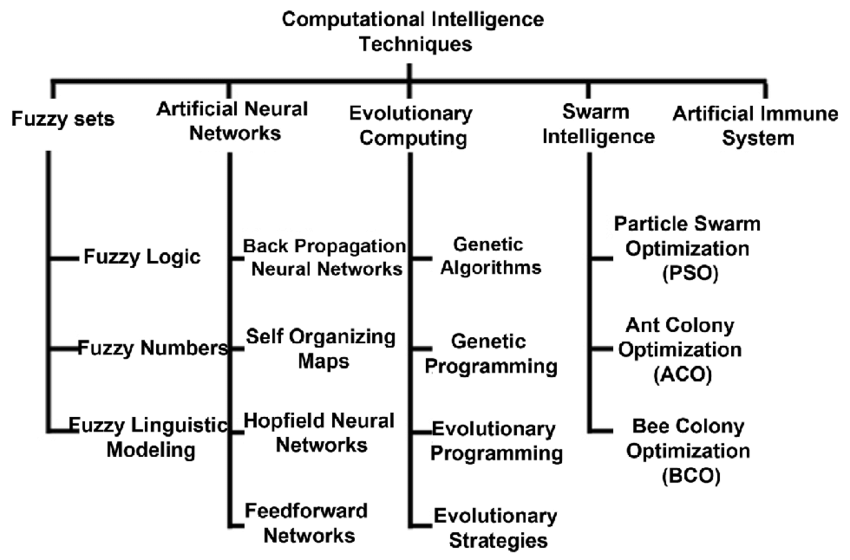 Computational Intelligence
Techniques
Fuzzy sets
Artificial Neural
Networks
Evolutionary
Computing
Swarm
Intelligence
Artificial Immune
System
Fuzzy Logic
Fuzzy Numbers
Euzzy Linguistic
Modeling
Back Propagation
Neural Networks
Self Organizing
Maps
Hopfield Neural
Networks
Feedforward
Networks
Genetic
Algorithms
Genetic
Programming
Evolutionary
Programming
Evolutionary
Strategies
Particle Swarm
Optimization
(PSO)
Ant Colony
Optimization
(ACO)
Bee Colony
Optimization
(BCO)